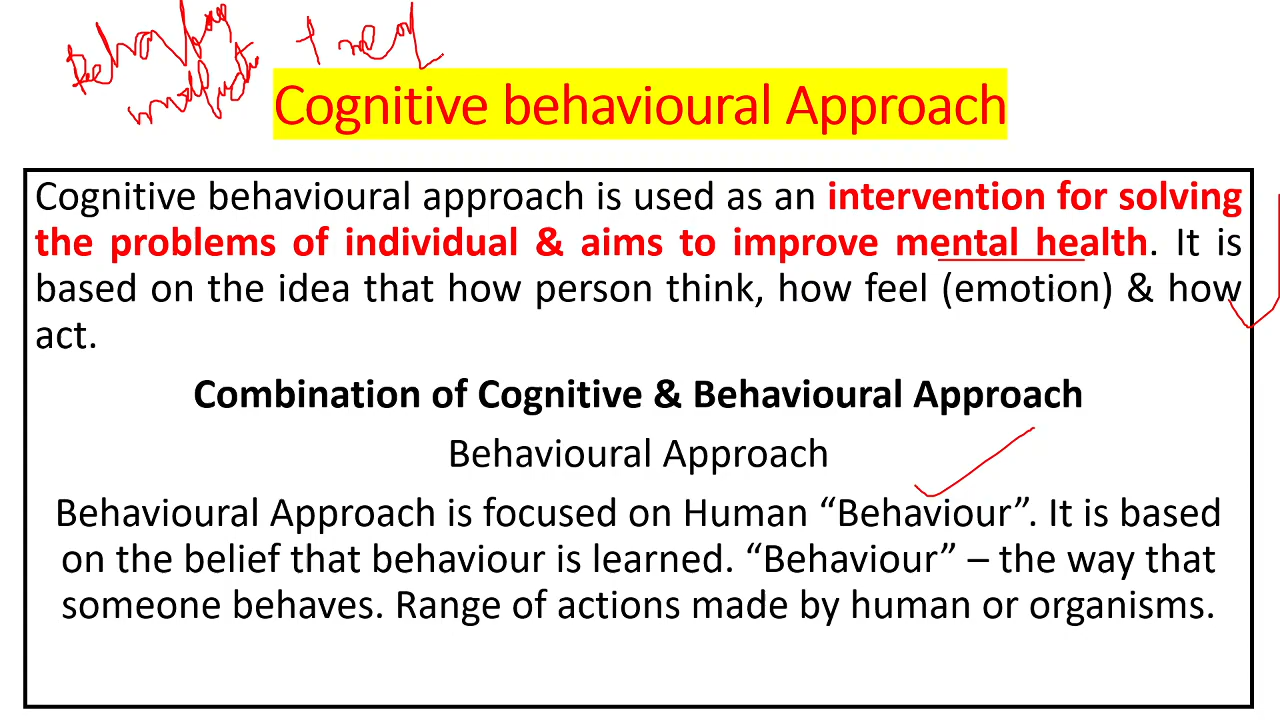 Cognitive behavioural Approach
Cognitive behavioural approach is used as an intervention for solving
the problems of individual & aims to improve mental health. It is
based on the idea that how person think, how feel (emotion) & how
act.
Combination of Cognitive & Behavioural Approach
Behavioural Approach
Behavioural Approach is focused on Human “Behaviour”. It is based
on the belief that behaviour is learned. “Behaviour” – the way that
someone behaves. Range of actions made by human or organisms.